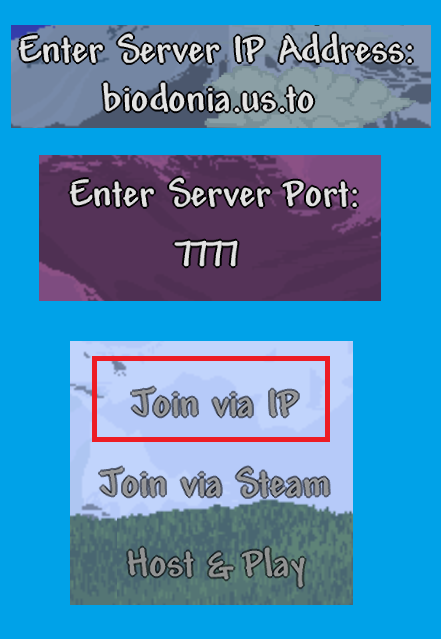 Enter Server IP Address:
biodonia.us.to
Enter Server Port:
7777
Join via IP
Join via Steam
Host & Play